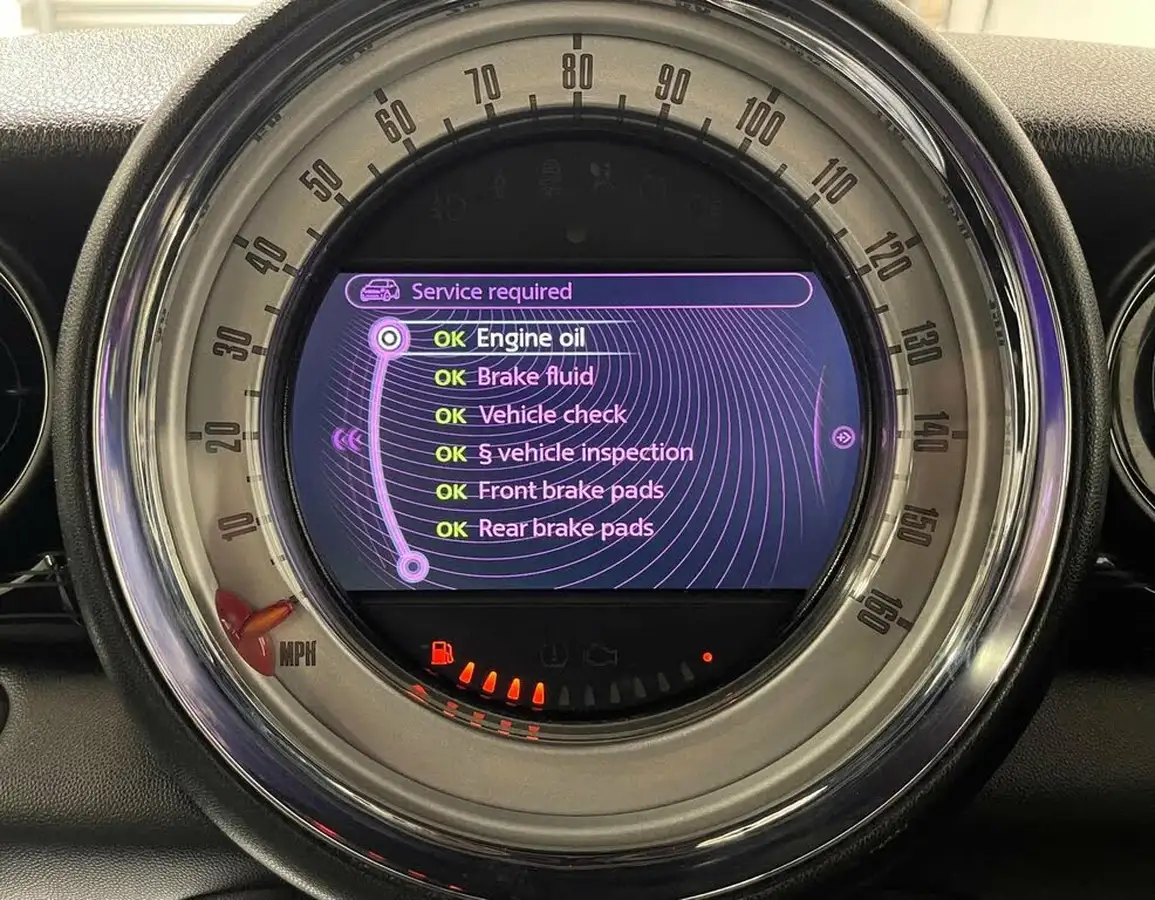 10
20
30
40
50
60
70
80
90
100
110
120
130
140
150
160
MPH
Service required
OK Engine oil
OK Brake fluid
OK Vehicle check
OK § vehicle inspection
OK Front brake pads
OK Rear brake pads